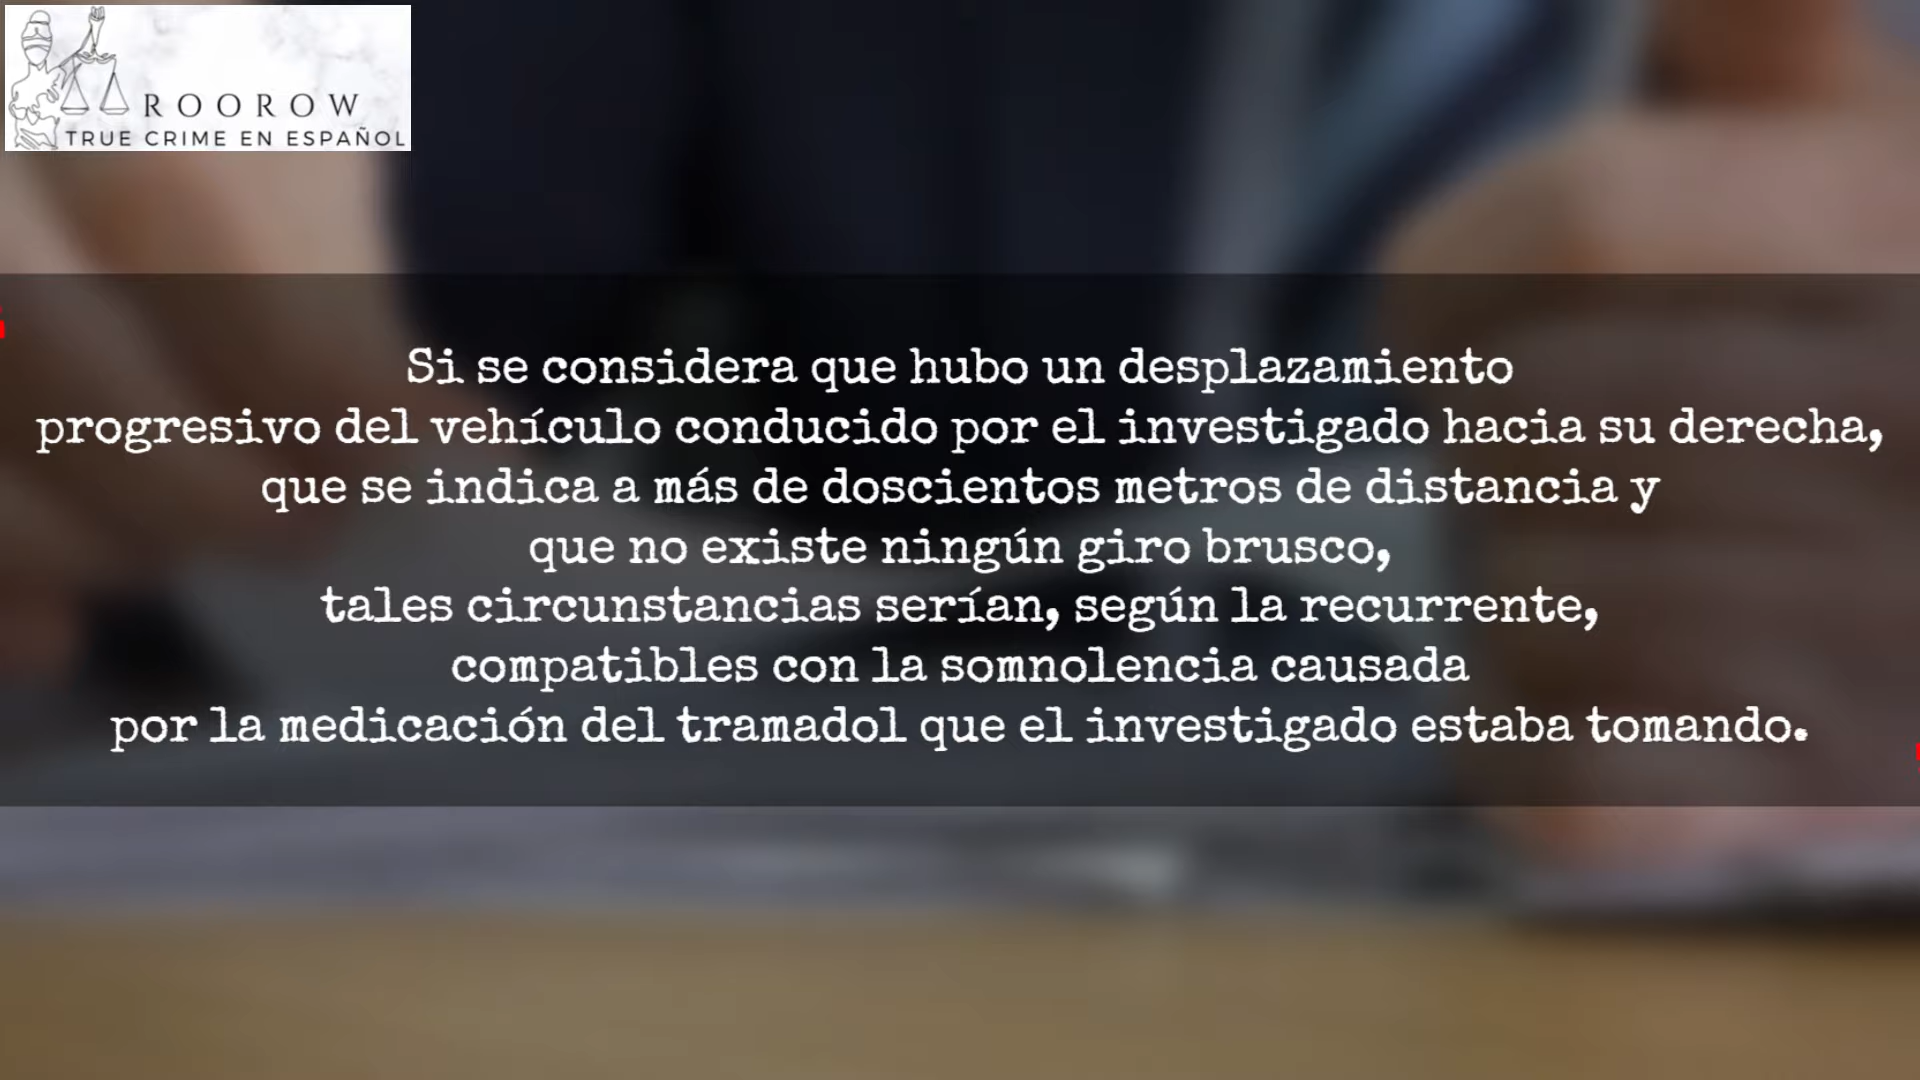 ROOROW
TRUE CRIME EN ESPAÑOL
Si se considera que hubo un desplazamiento
progresivo del vehículo conducido por el investigado hacia su derecha,
que se indica a más de doscientos metros de distancia y
que no existe ningún giro brusco,
tales circunstancias serían, según la recurrente,
compatibles con la somnolencia causada
por la medicación del tramadol que el investigado estaba tomando.